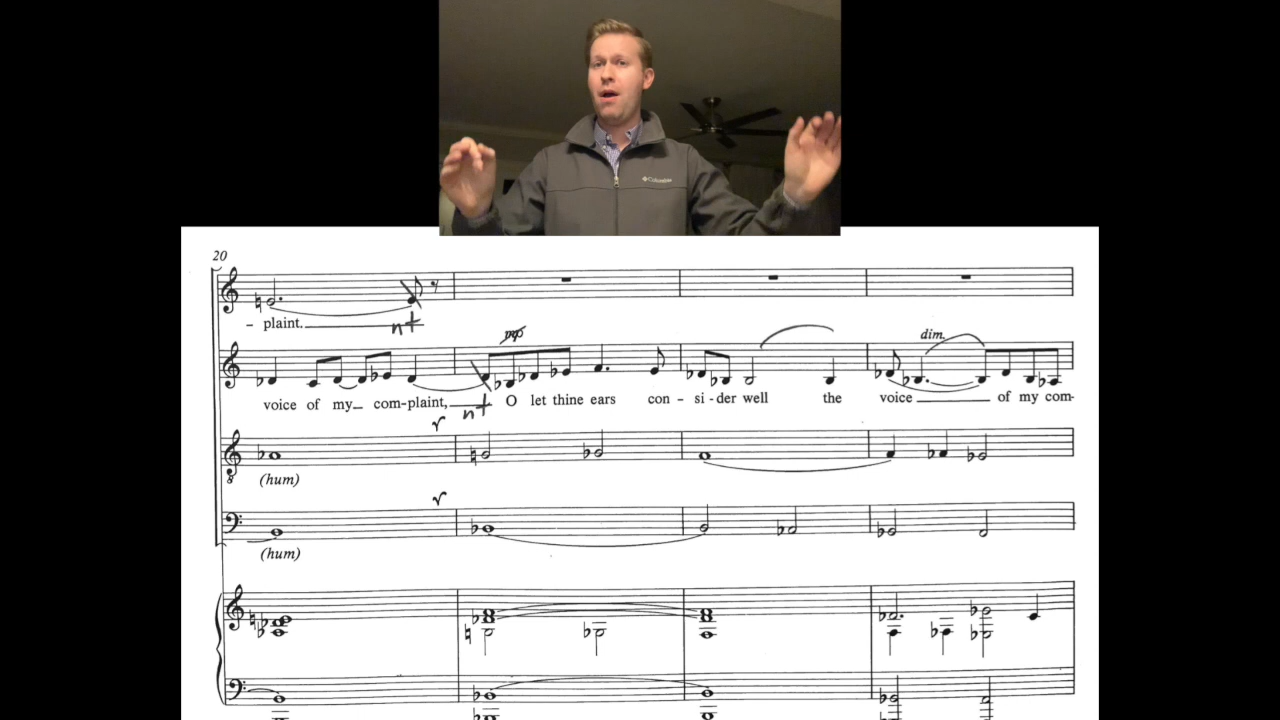 Columbia
20
- plaint.
nt
pp
dim.
voice of my com-plaint, O let thine ears con - si - der well the voice of my com-
nt
(hum)
(hum)